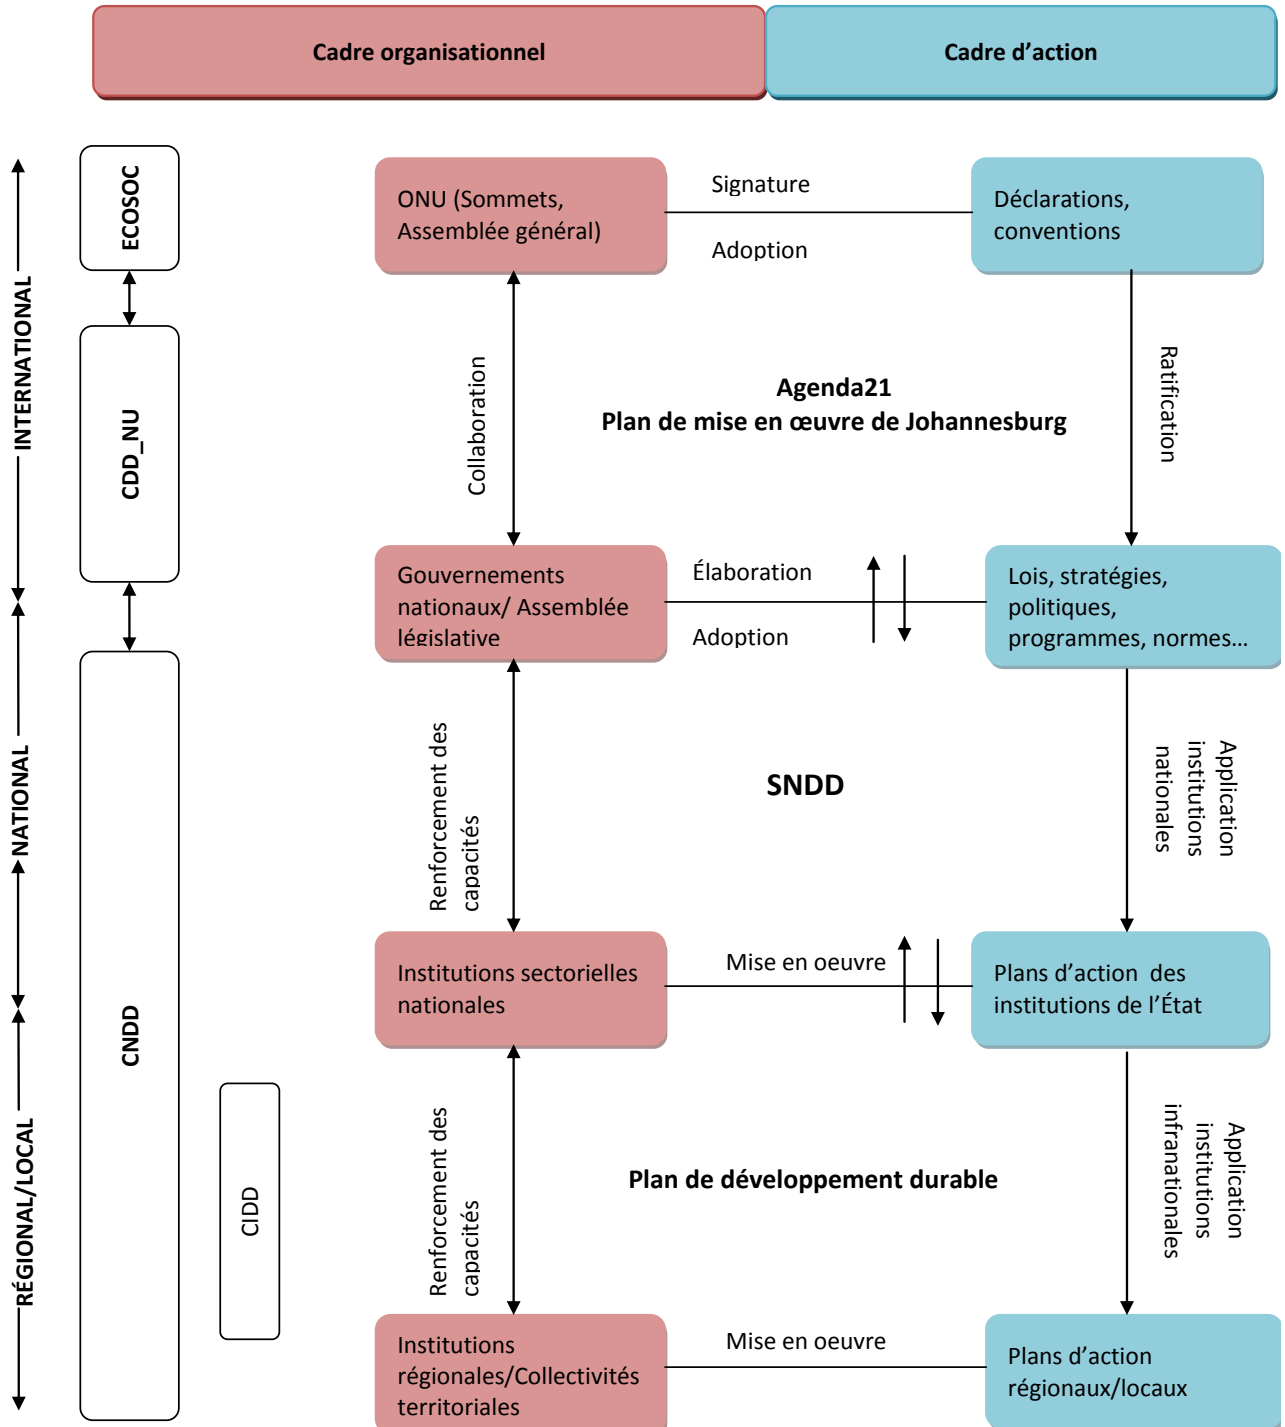 Cadre organisationnel
Cadre d’action
INTERNATIONAL
NATIONAL
RÉGIONAL/LOCAL
ECOSOC
CDD_NU
CNDD
CIDD
ONU (Sommets,
Assemblée général)
Signature
Adoption
Déclarations,
conventions
Collaboration
Agenda21
Plan de mise en œuvre de Johannesburg
Ratification
Gouvernements
nationaux/ Assemblée
législative
Élaboration
Adoption
Lois, stratégies,
politiques,
programmes, normes…
Renforcement des
capacités
SNDD
Application
institutions
nationales
Institutions sectorielles
nationales
Mise en oeuvre
Plans d’action  des
institutions de l’État
Renforcement des
capacités
Plan de développement durable
Application
institutions
infranationales
Institutions
régionales/Collectivités
territoriales
Mise en oeuvre
Plans d’action
régionaux/locaux